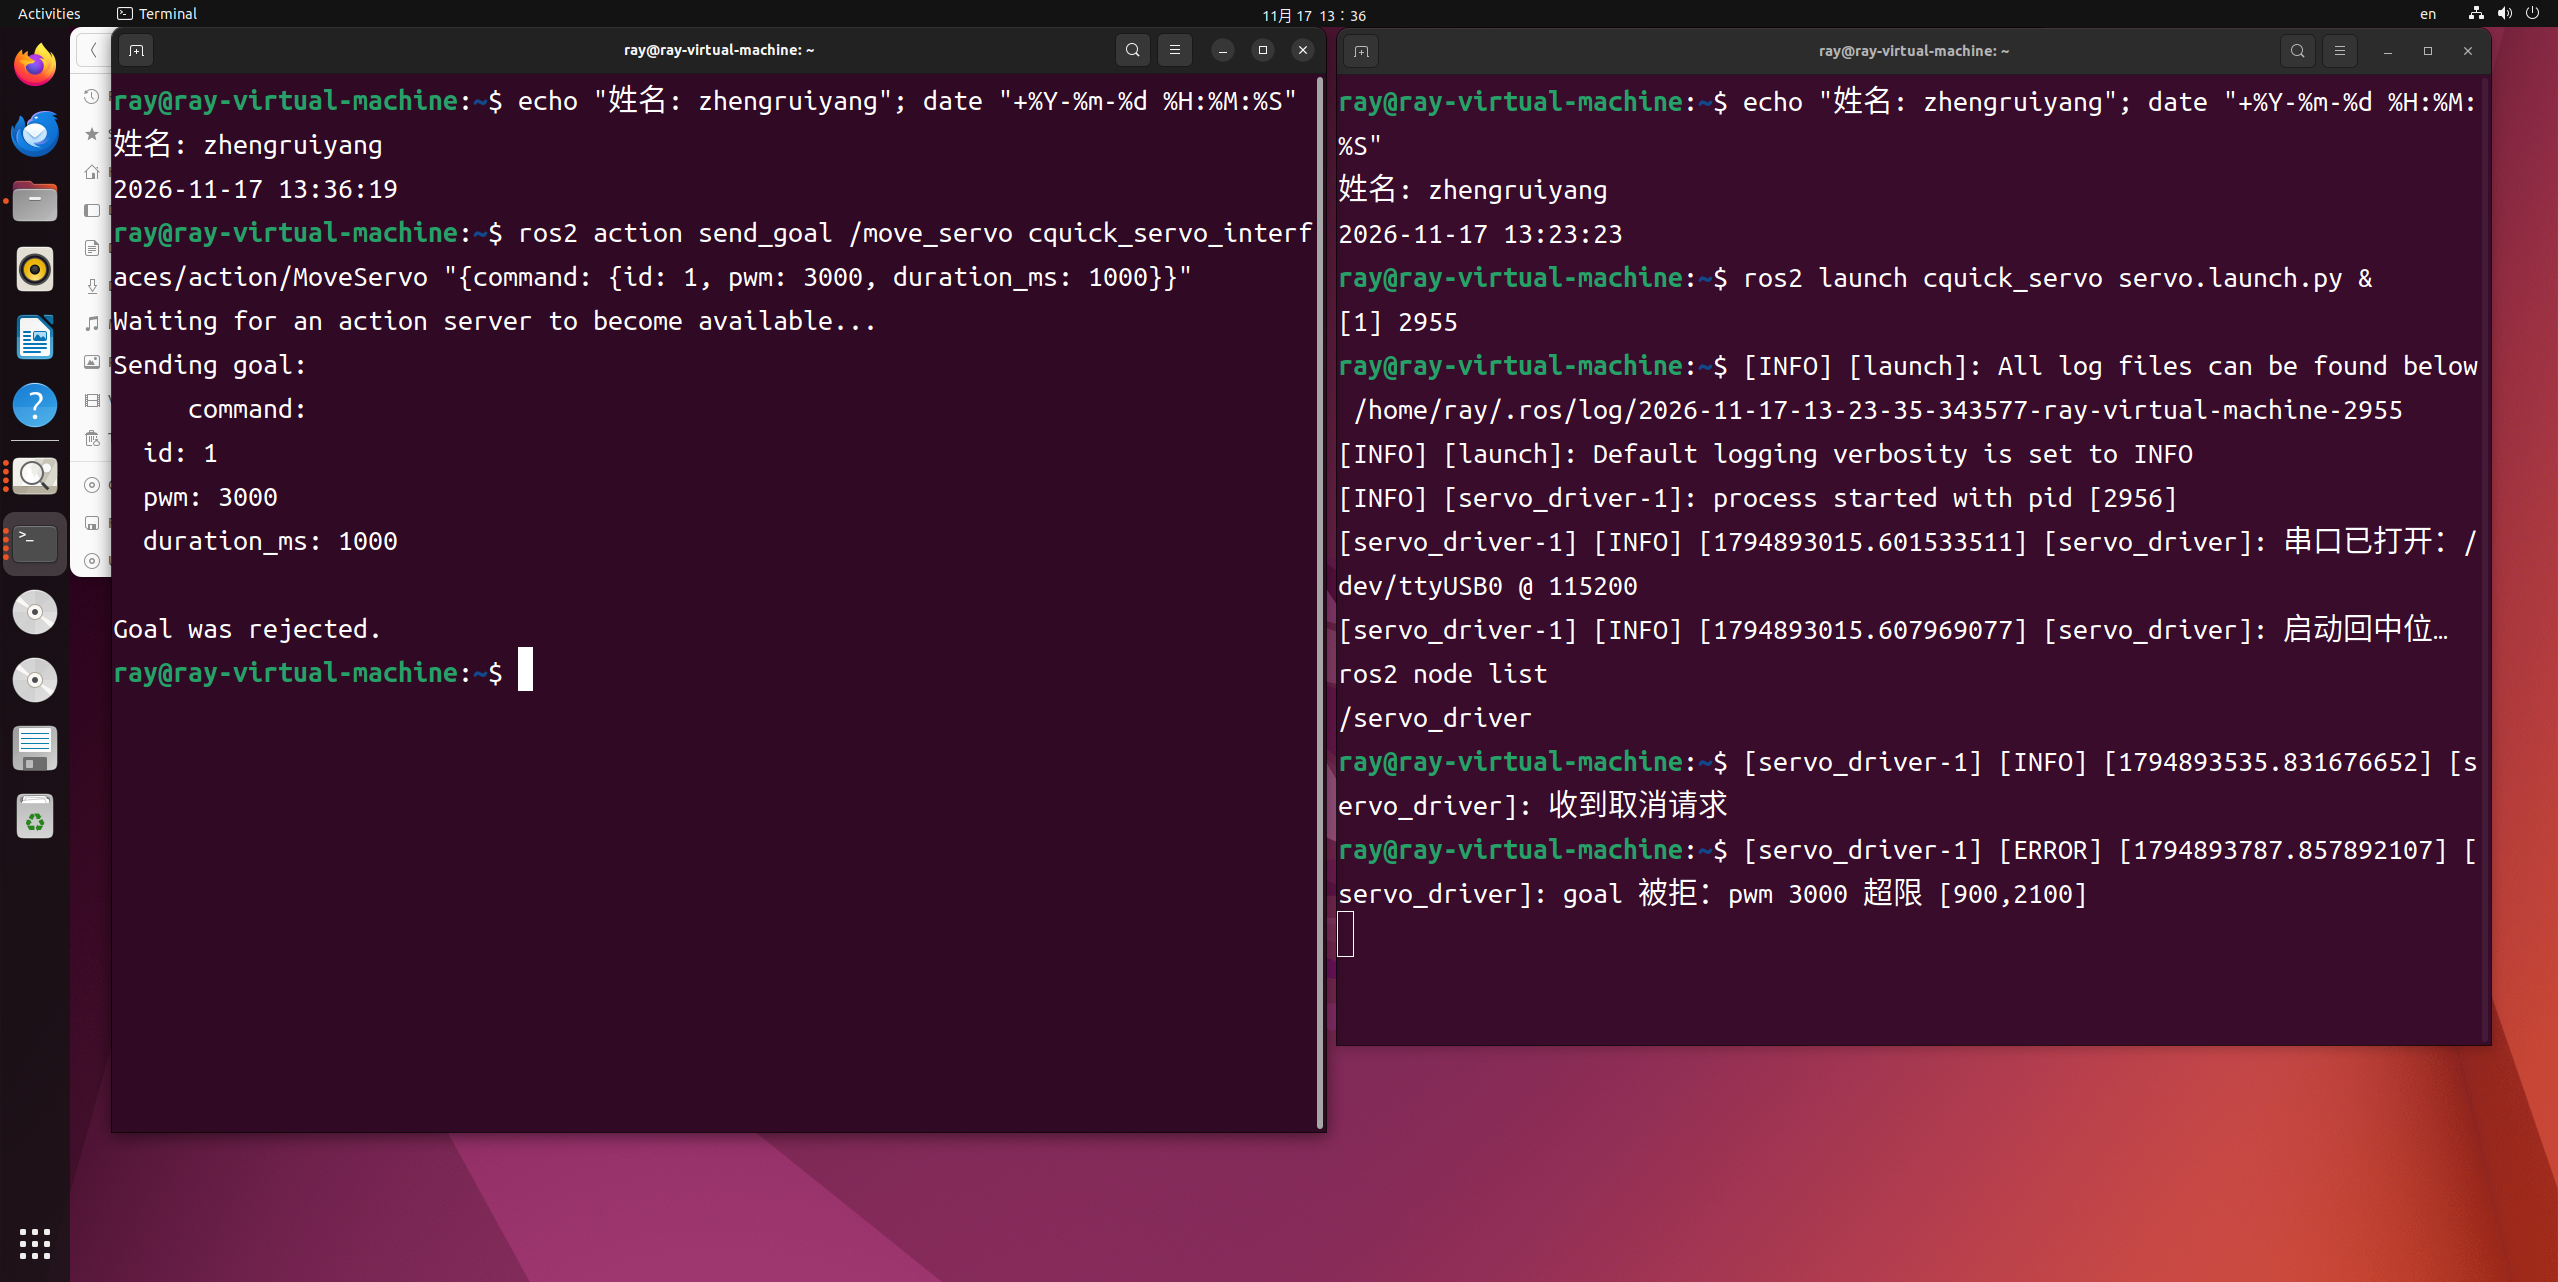 Activities Terminal 11月 17 13：36 en
ray@ray-virtual-machine: ~
ray@ray-virtual-machine:~$ echo "姓名: zhengruiyang"; date "+%Y-%m-%d %H:%M:%S"
姓名: zhengruiyang
2026-11-17 13:36:19
ray@ray-virtual-machine:~$ ros2 action send_goal /move_servo cquick_servo_interf
aces/action/MoveServo "{command: {id: 1, pwm: 3000, duration_ms: 1000}}"
Waiting for an action server to become available...
Sending goal:
command:
id: 1
pwm: 3000
duration_ms: 1000
Goal was rejected.
ray@ray-virtual-machine:~$
ray@ray-virtual-machine: ~
ray@ray-virtual-machine:~$ echo "姓名: zhengruiyang"; date "+%Y-%m-%d %H:%M:
%S"
姓名: zhengruiyang
2026-11-17 13:23:23
ray@ray-virtual-machine:~$ ros2 launch cquick_servo servo.launch.py &
[1] 2955
ray@ray-virtual-machine:~$ [INFO] [launch]: All log files can be found below
/home/ray/.ros/log/2026-11-17-13-23-35-343577-ray-virtual-machine-2955
[INFO] [launch]: Default logging verbosity is set to INFO
[INFO] [servo_driver-1]: process started with pid [2956]
[servo_driver-1] [INFO] [1794893015.601533511] [servo_driver]: 串口已打开：/
dev/ttyUSB0 @ 115200
[servo_driver-1] [INFO] [1794893015.607969077] [servo_driver]: 启动回中位…
ros2 node list
/servo_driver
ray@ray-virtual-machine:~$ [servo_driver-1] [INFO] [1794893535.831676652] [s
ervo_driver]: 收到取消请求
ray@ray-virtual-machine:~$ [servo_driver-1] [ERROR] [1794893787.857892107] [
servo_driver]: goal 被拒：pwm 3000 超限 [900,2100]